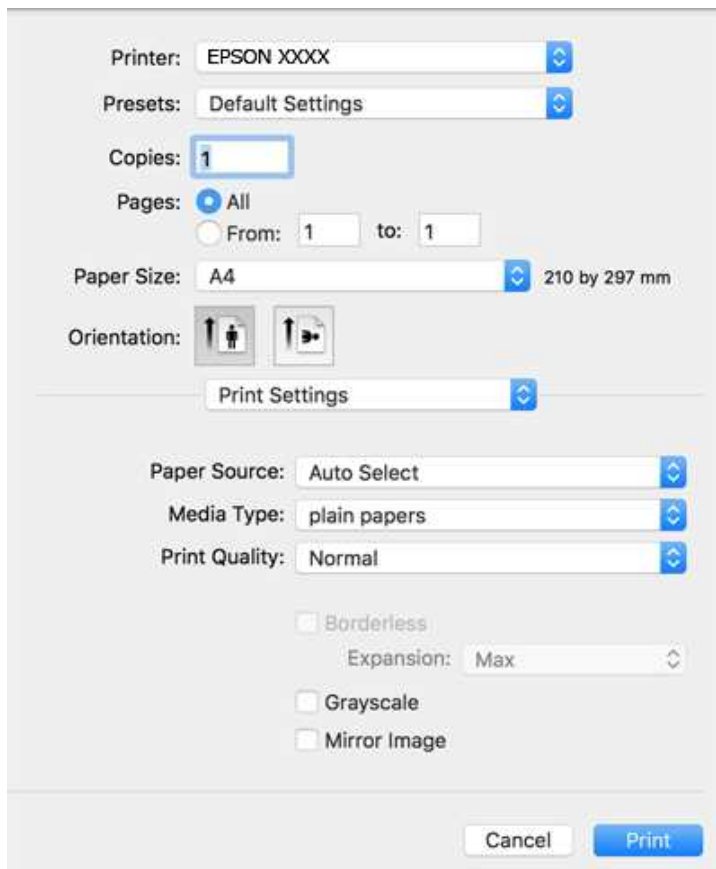 Printer: EPSON XXXX
Presets: Default Settings
Copies: 1
Pages: All
From: 1 to: 1
Paper Size: A4 210 by 297 mm
Orientation:
Print Settings
Paper Source: Auto Select
Media Type: plain papers
Print Quality: Normal
Borderless
Expansion: Max
Grayscale
Mirror Image
Cancel Print